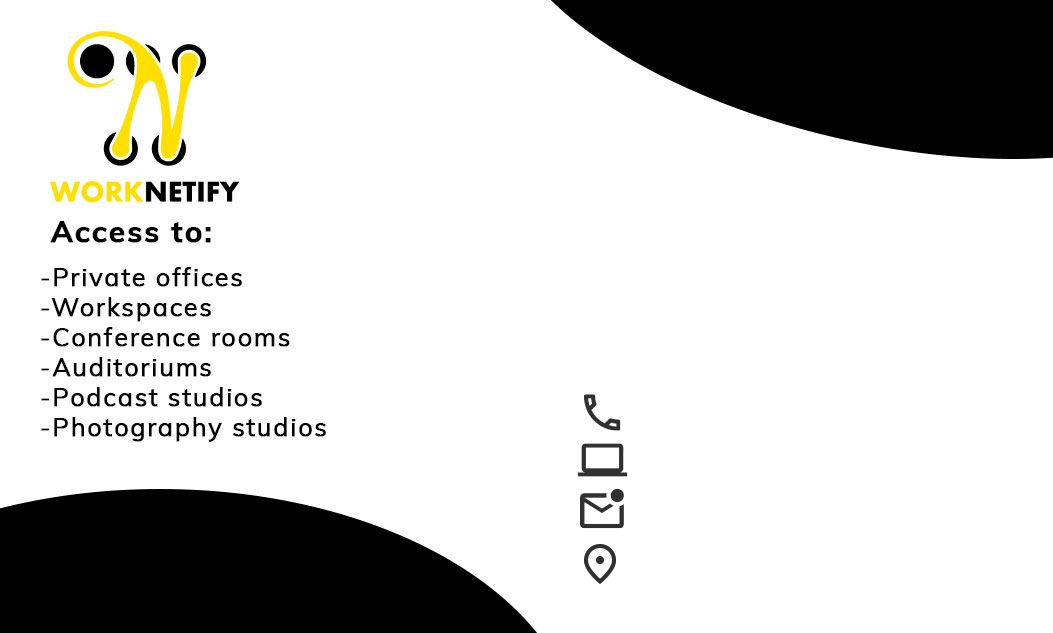 WORKNETIFY
Access to:
-Private offices
-Workspaces
-Conference rooms
-Auditoriums
-Podcast studios
-Photography studios